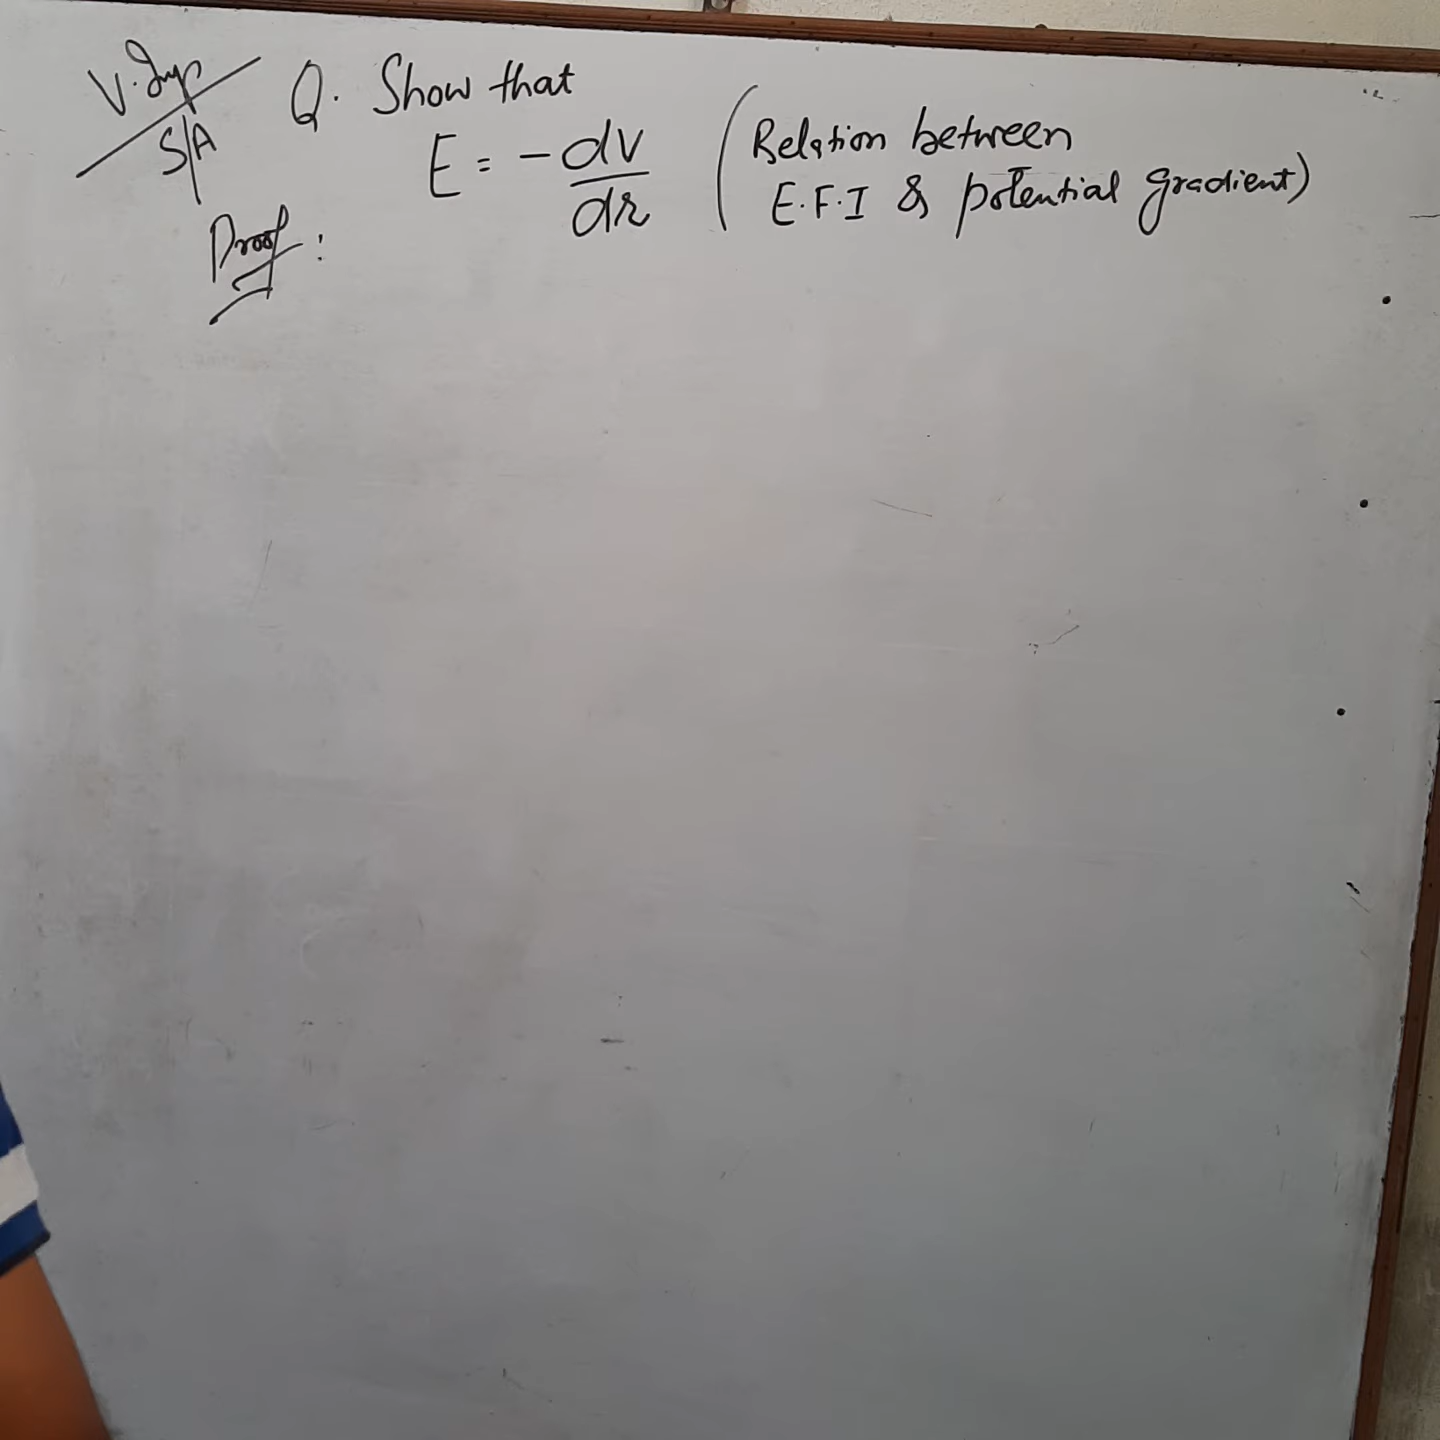 V. Imp
S/A
Q. Show that
E = - dV/dr
(Relation between
E.F.I & potential gradient)
Proof :